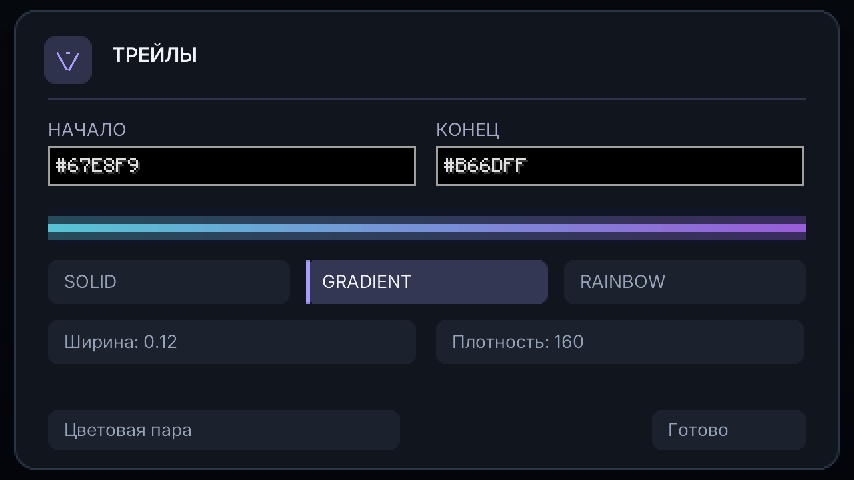 ТРЕЙЛЫ
НАЧАЛО
КОНЕЦ
#67E8F9
#B66DFF
SOLID
GRADIENT
RAINBOW
Ширина: 0.12
Плотность: 160
Цветовая пара
Готово